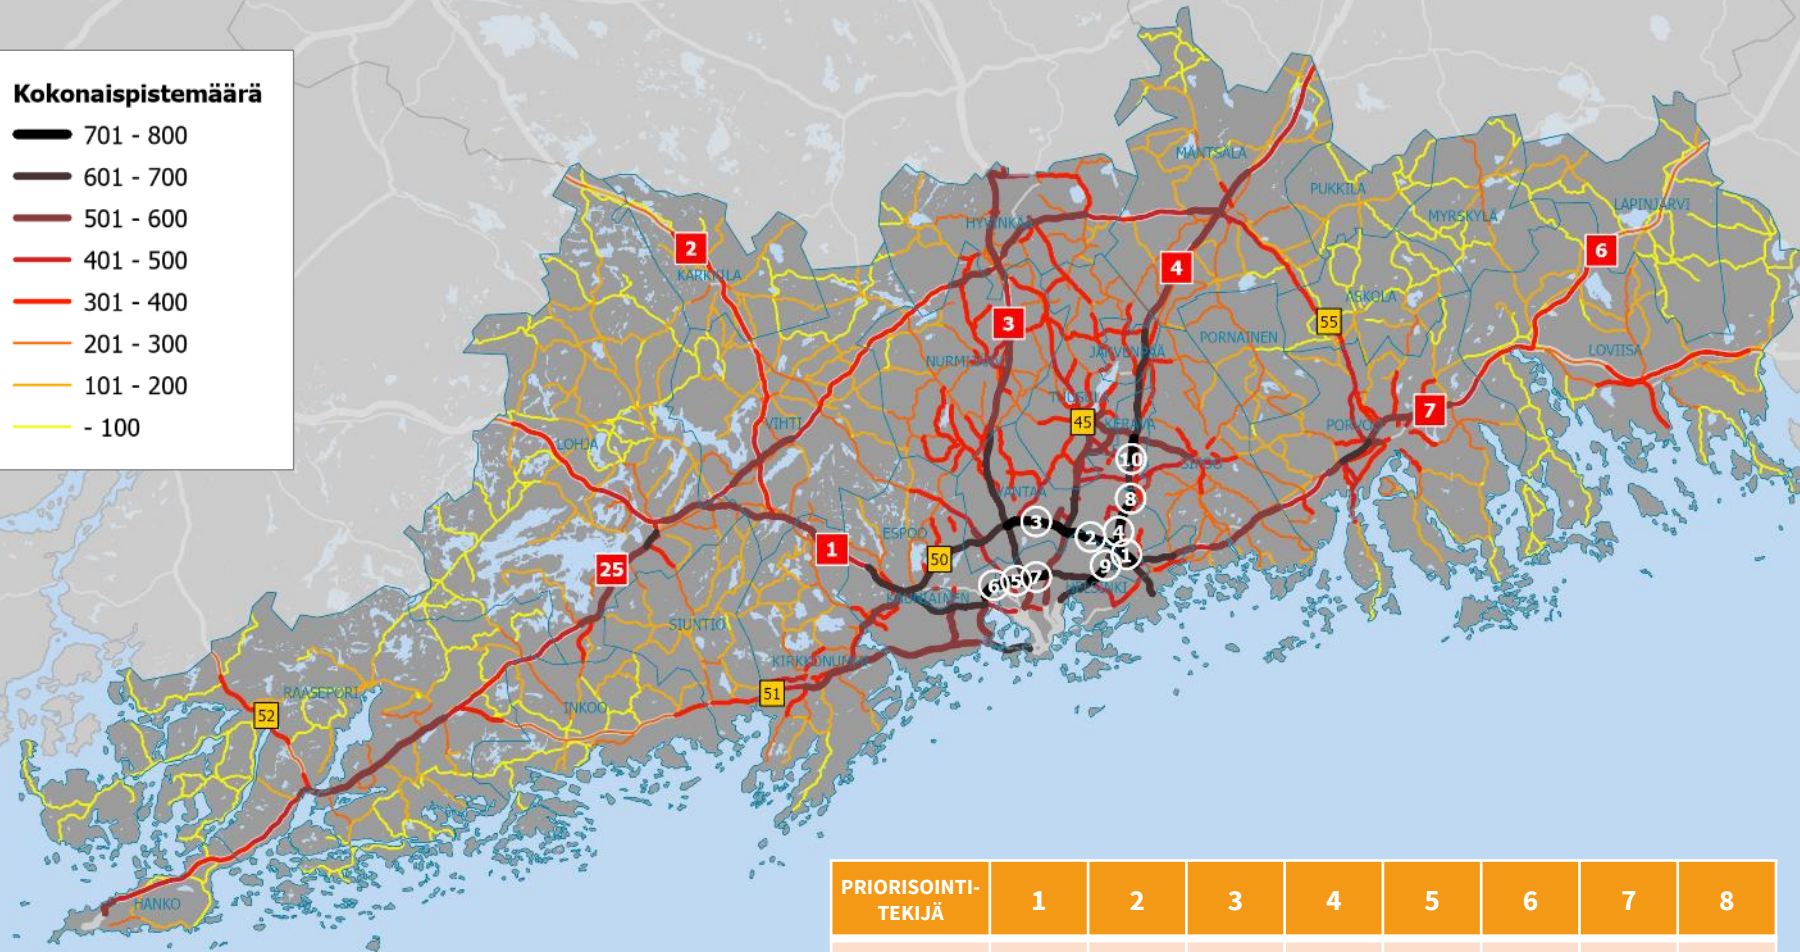 Kokonaispistemäärä
701 - 800
601 - 700
501 - 600
401 - 500
301 - 400
201 - 300
101 - 200
- 100
MÄNTSÄLÄ
PUKKILA
MYRSKYLÄ
LAPINJÄRVI
HYVINKÄÄ
2
KARKKILA
4
6
ASKOLA
3
55
PORNAINEN
NURMIJÄRVI
JÄRVENPÄÄ
LOVIISA
TUUSULA
45
KERAVA
VIHTI
7
PORVOO
LOHJA
10
SIPOO
VANTAA
8
3
2
4
ESPOO
50
1
1
9
25
6
5
7
HELSINKI
KAUNIAINEN
SIUNTIO
KIRKKONUMMI
RAASEPORI
51
52
INKOO
HANKO
PRIORISOINTI-
TEKIJÄ
1
2
3
4
5
6
7
8